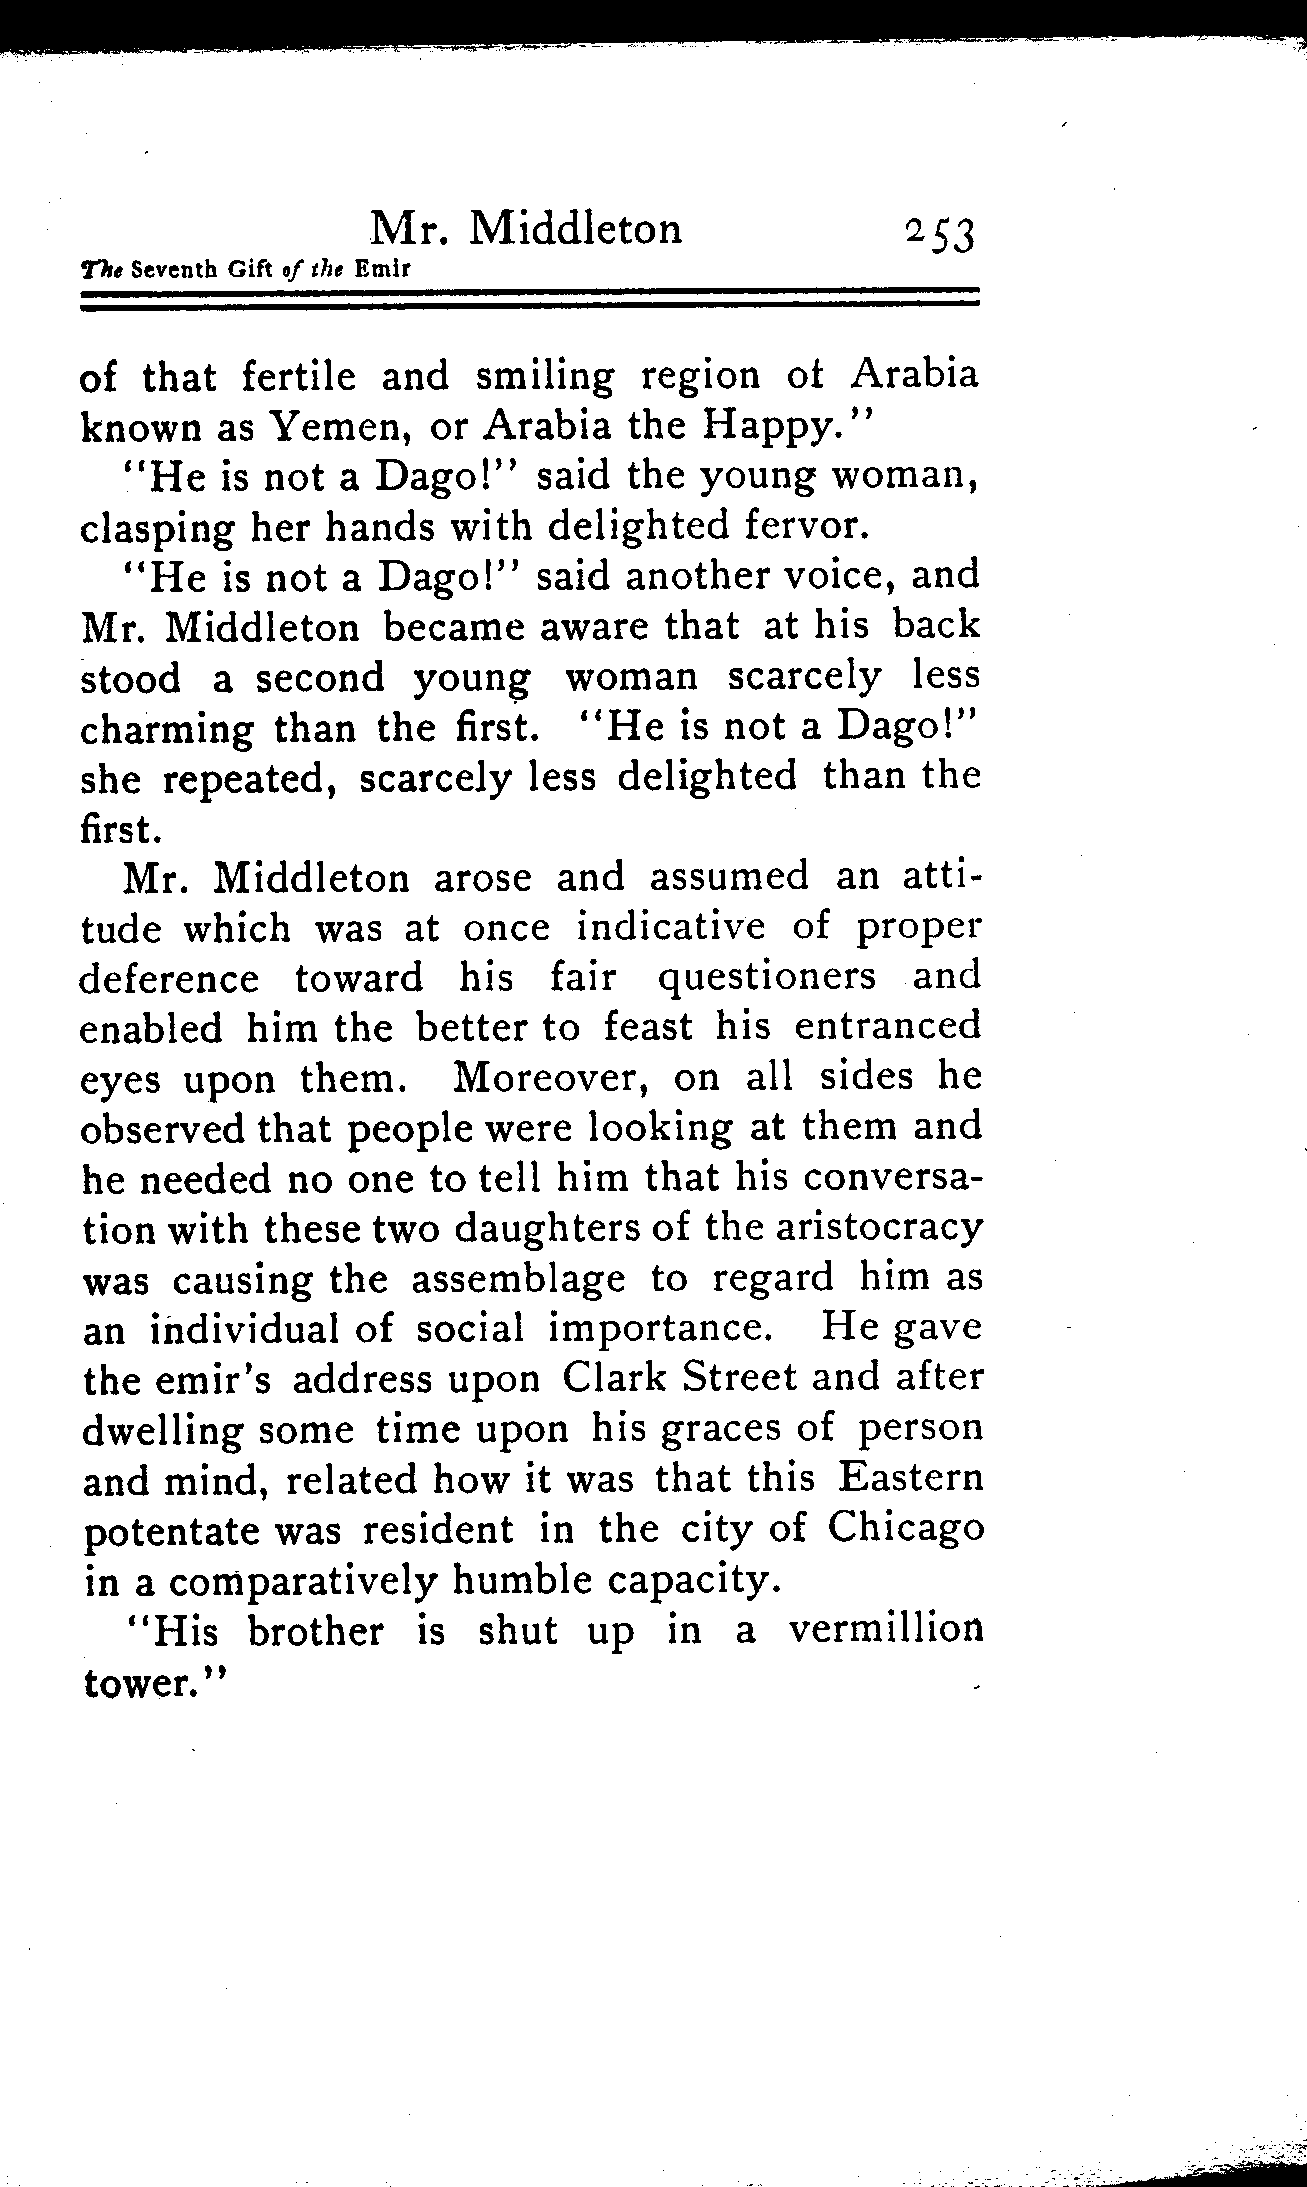 Mr. Middleton 253
The Seventh Gift of the Emir
of that fertile and smiling region of Arabia
known as Yemen, or Arabia the Happy."
"He is not a Dago!" said the young woman,
clasping her hands with delighted fervor.
"He is not a Dago!" said another voice, and
Mr. Middleton became aware that at his back
stood a second young woman scarcely less
charming than the first. "He is not a Dago!"
she repeated, scarcely less delighted than the
first.
Mr. Middleton arose and assumed an atti-
tude which was at once indicative of proper
deference toward his fair questioners and
enabled him the better to feast his entranced
eyes upon them. Moreover, on all sides he
observed that people were looking at them and
he needed no one to tell him that his conversa-
tion with these two daughters of the aristocracy
was causing the assemblage to regard him as
an individual of social importance. He gave
the emir's address upon Clark Street and after
dwelling some time upon his graces of person
and mind, related how it was that this Eastern
potentate was resident in the city of Chicago
in a comparatively humble capacity.
"His brother is shut up in a vermillion
tower."